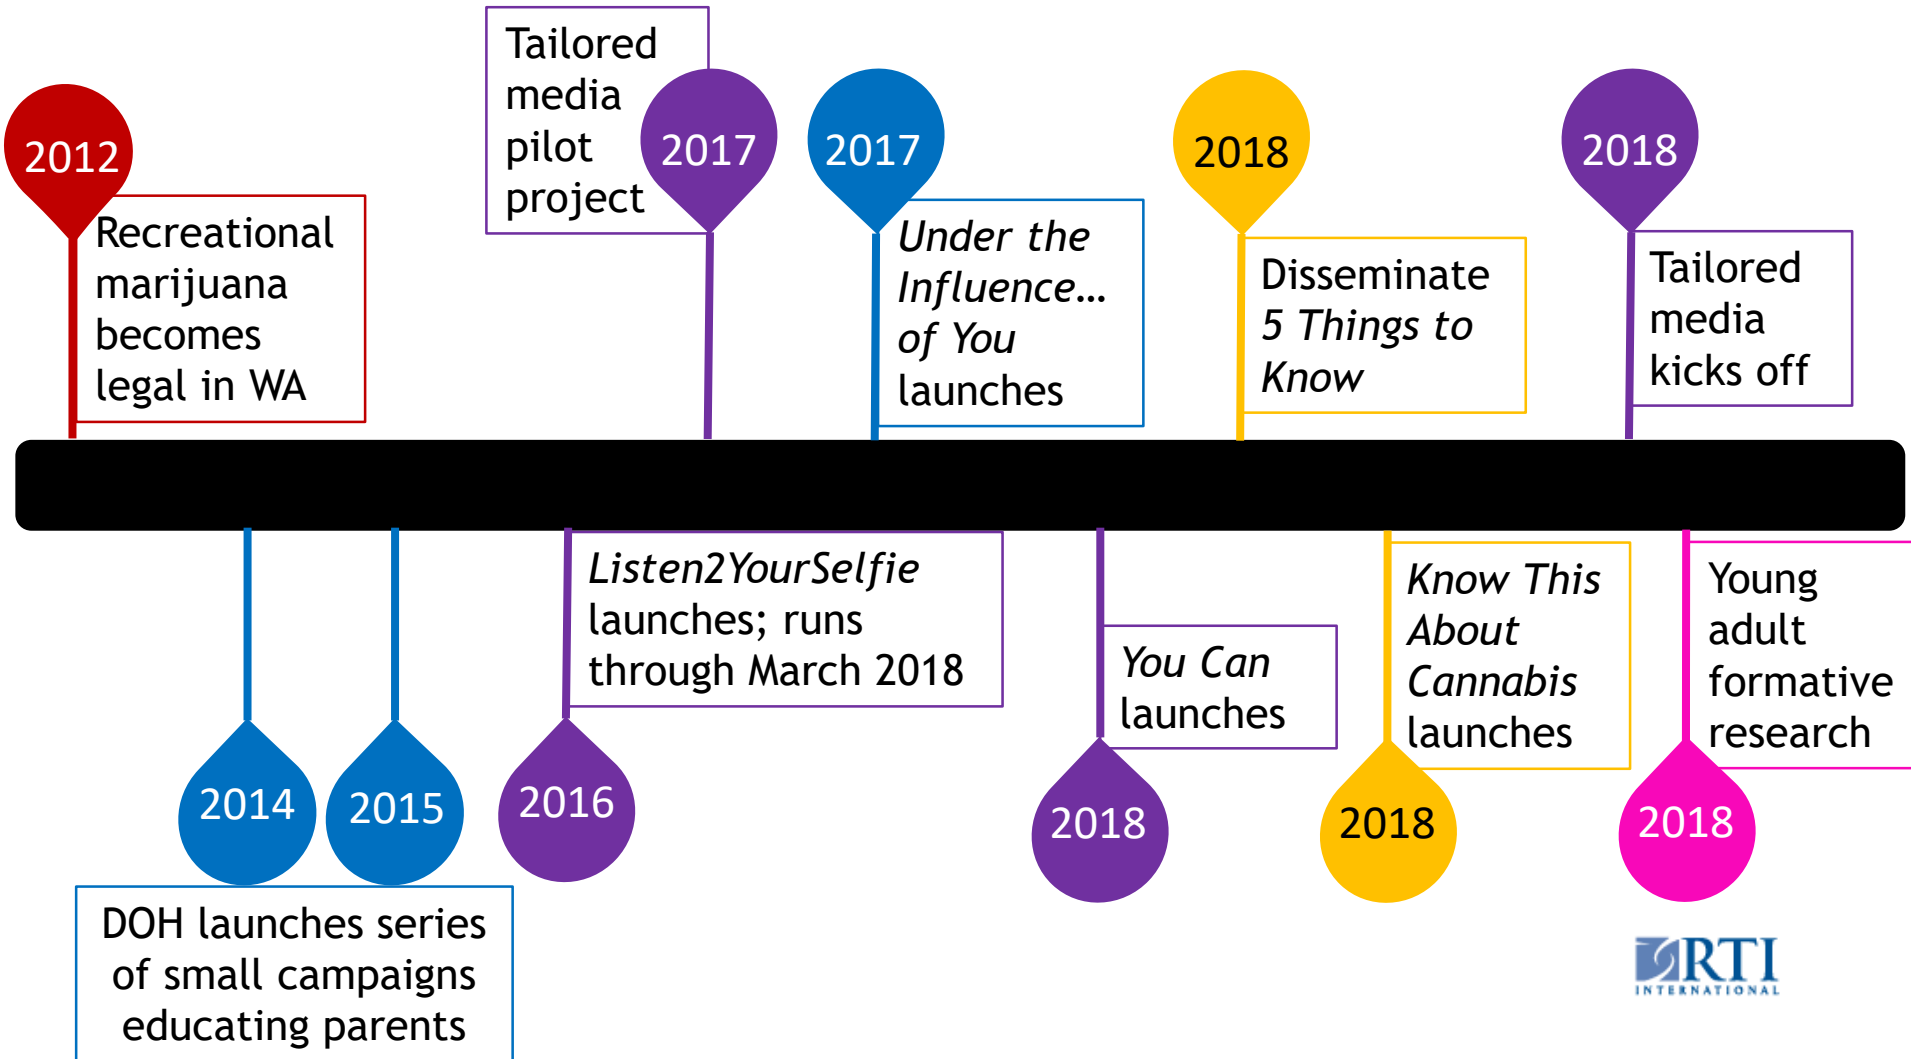 2012
Recreational
marijuana
becomes
legal in WA
Tailored
media
pilot
project
2017
2017
Under the
Influence…
of You
launches
2018
Disseminate
5 Things to
Know
2018
Tailored
media
kicks off
2014
2015
DOH launches series
of small campaigns
educating parents
2016
Listen2YourSelfie
launches; runs
through March 2018
2018
You Can
launches
2018
Know This
About
Cannabis
launches
2018
Young
adult
formative
research
RTI
INTERNATIONAL